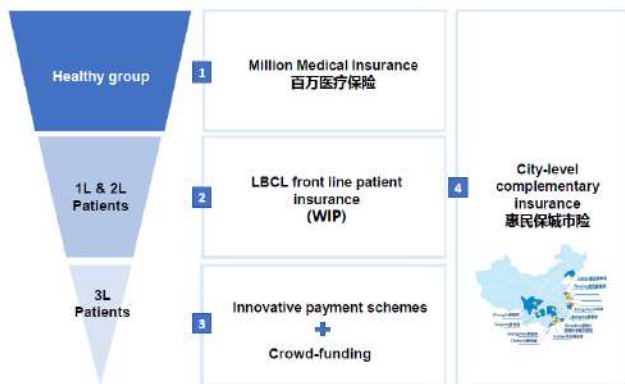 Healthy group
1
Million Medical Insurance
百万医疗保险
1L & 2L
Patients
2
LBCL front line patient
insurance
(WIP)
3L
Patients
3
Innovative payment schemes
+
Crowd-funding
4
City-level
complementary
insurance
惠民保城市险